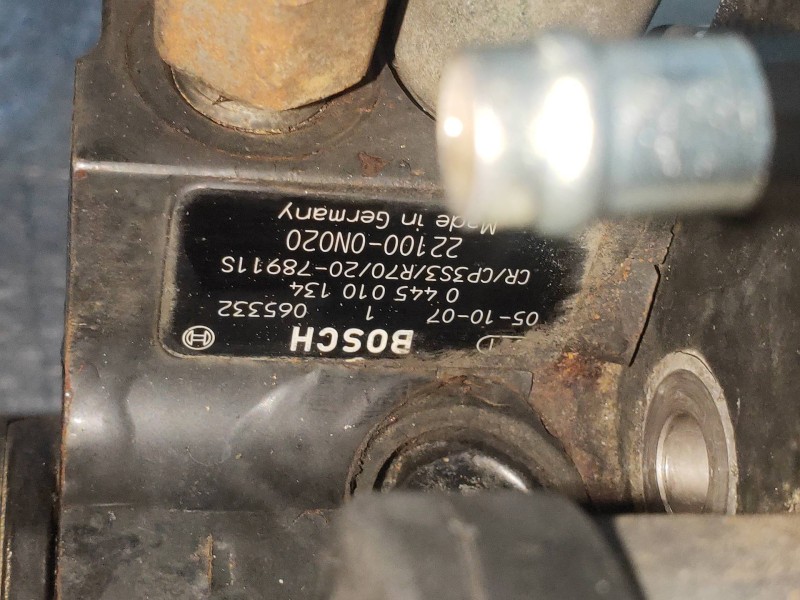 BOSCH
05-10-07 1 065332
0 445 010 134
CR/CP3S3/R70/20-78911S
22100-0N020
Made in Germany